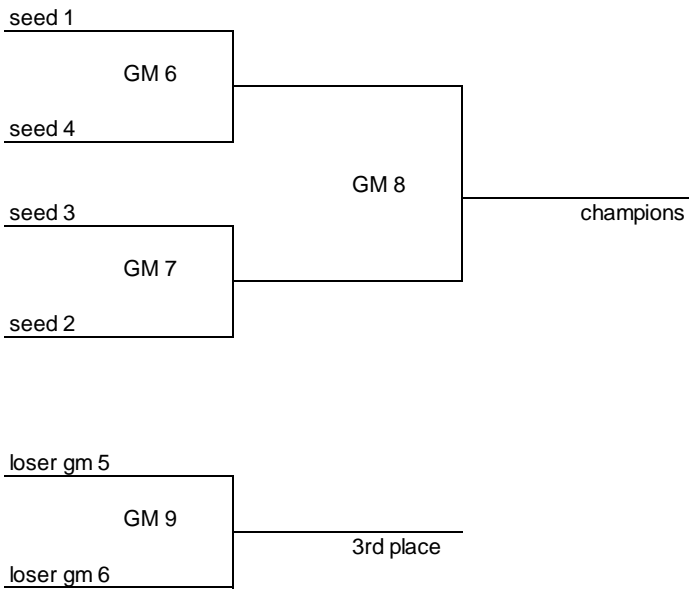 seed 1
GM 6
seed 4
GM 8
seed 3
champions
GM 7
seed 2
loser gm 5
GM 9
3rd place
loser gm 6